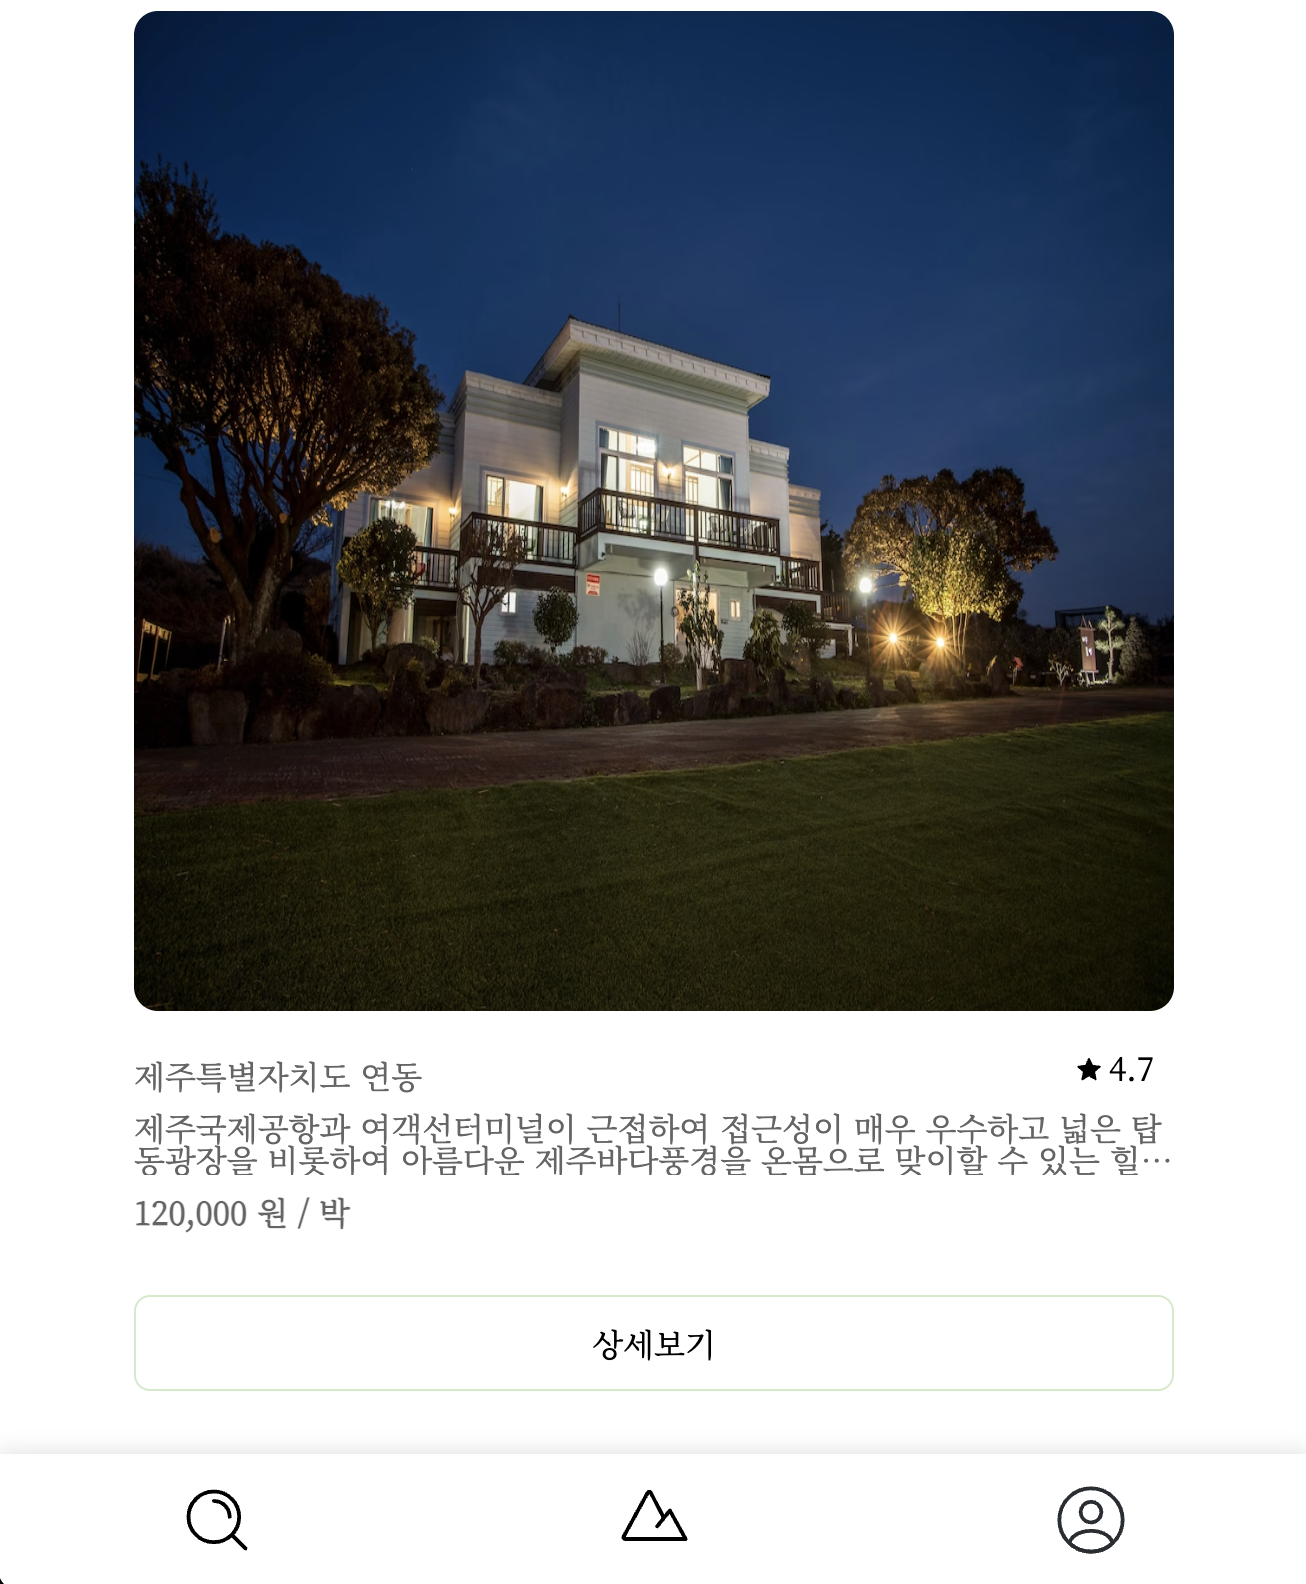 제주특별자치도 연동
★ 4.7
제주국제공항과 여객선터미널이 근접하여 접근성이 매우 우수하고 넓은 탑
동광장을 비롯하여 아름다운 제주바다풍경을 온몸으로 맞이할 수 있는 힐…
120,000 원 / 박
상세보기